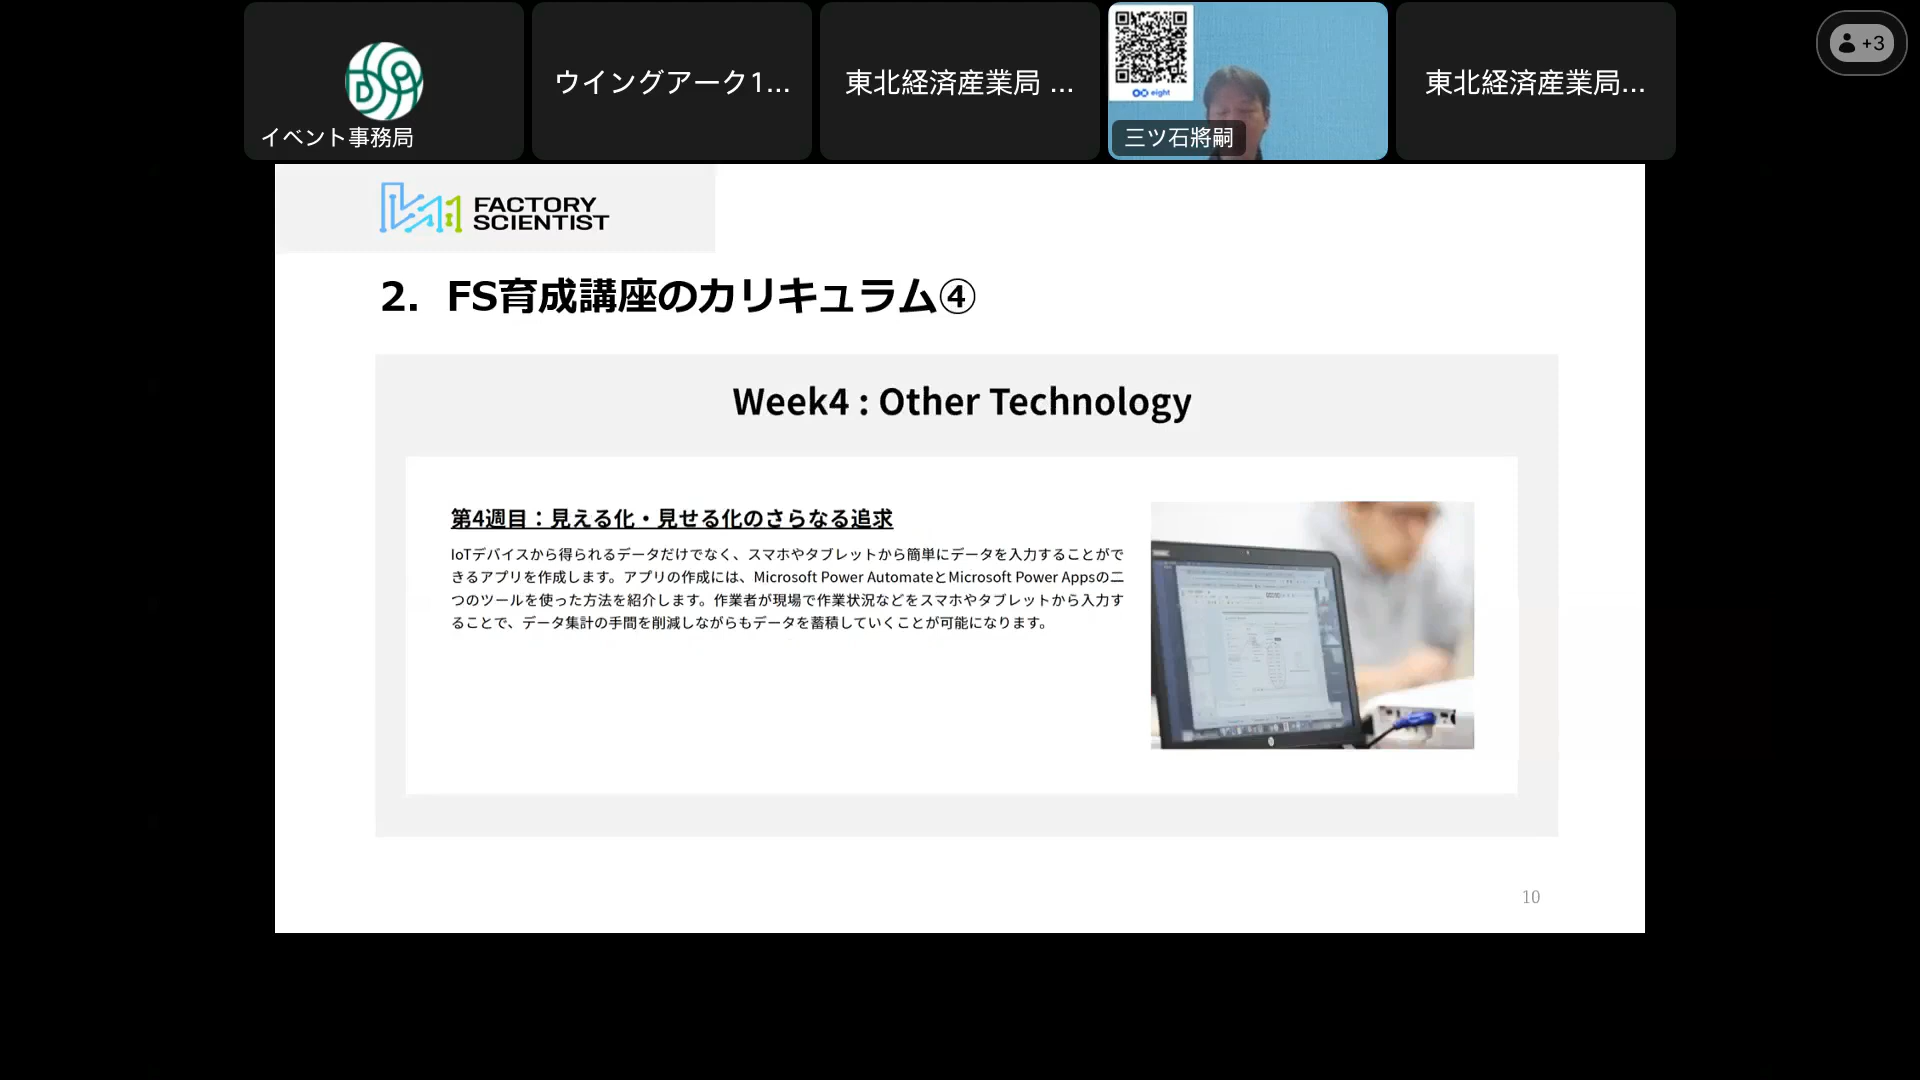 イベント事務局
ウイングアーク1...
東北経済産業局 ...
eight
三ツ石將嗣
東北経済産業局...
+3
FACTORY
SCIENTIST
2. FS育成講座のカリキュラム④
Week4 : Other Technology
第4週目：見える化・見せる化のさらなる追求
IoTデバイスから得られるデータだけでなく、スマホやタブレットから簡単にデータを入力することがで
きるアプリを作成します。アプリの作成には、Microsoft Power AutomateとMicrosoft Power Appsの二
つのツールを使った方法を紹介します。作業者が現場で作業状況などをスマホやタブレットから入力す
ることで、データ集計の手間を削減しながらもデータを蓄積していくことが可能になります。
10